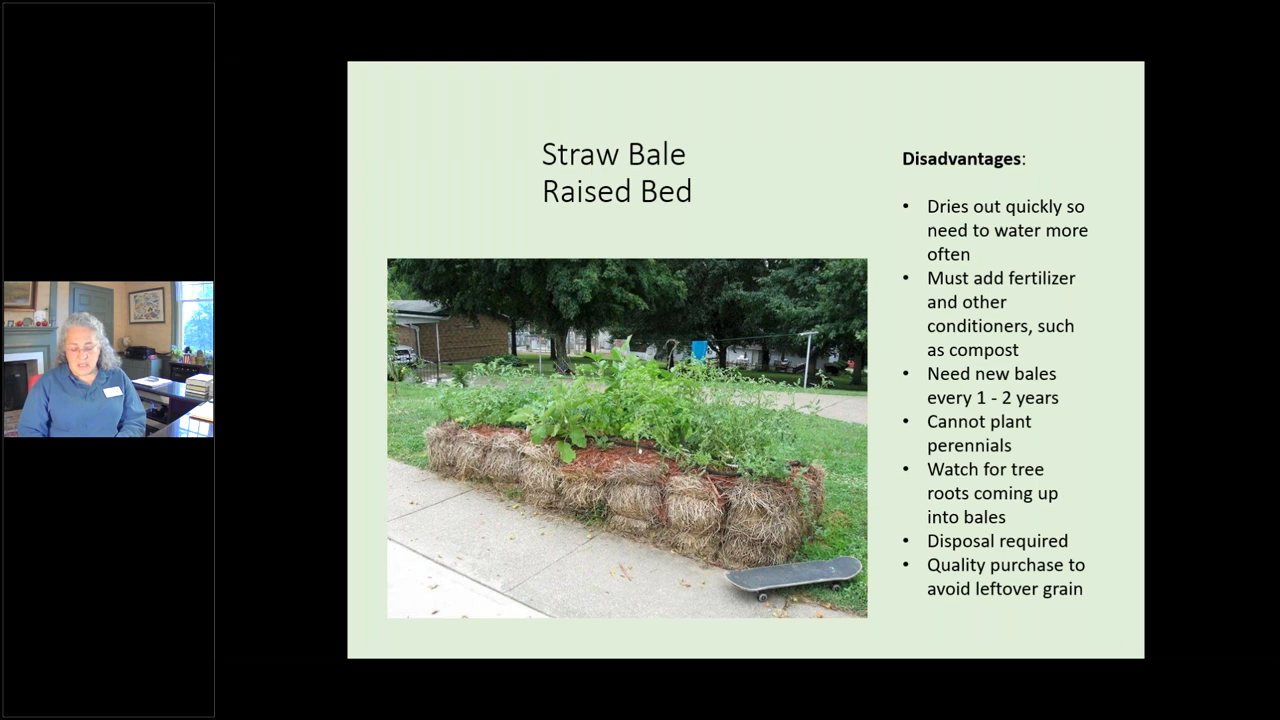 Straw Bale
Raised Bed
Disadvantages:
• Dries out quickly so
need to water more
often
• Must add fertilizer
and other
conditioners, such
as compost
• Need new bales
every 1 - 2 years
• Cannot plant
perennials
• Watch for tree
roots coming up
into bales
• Disposal required
• Quality purchase to
avoid leftover grain